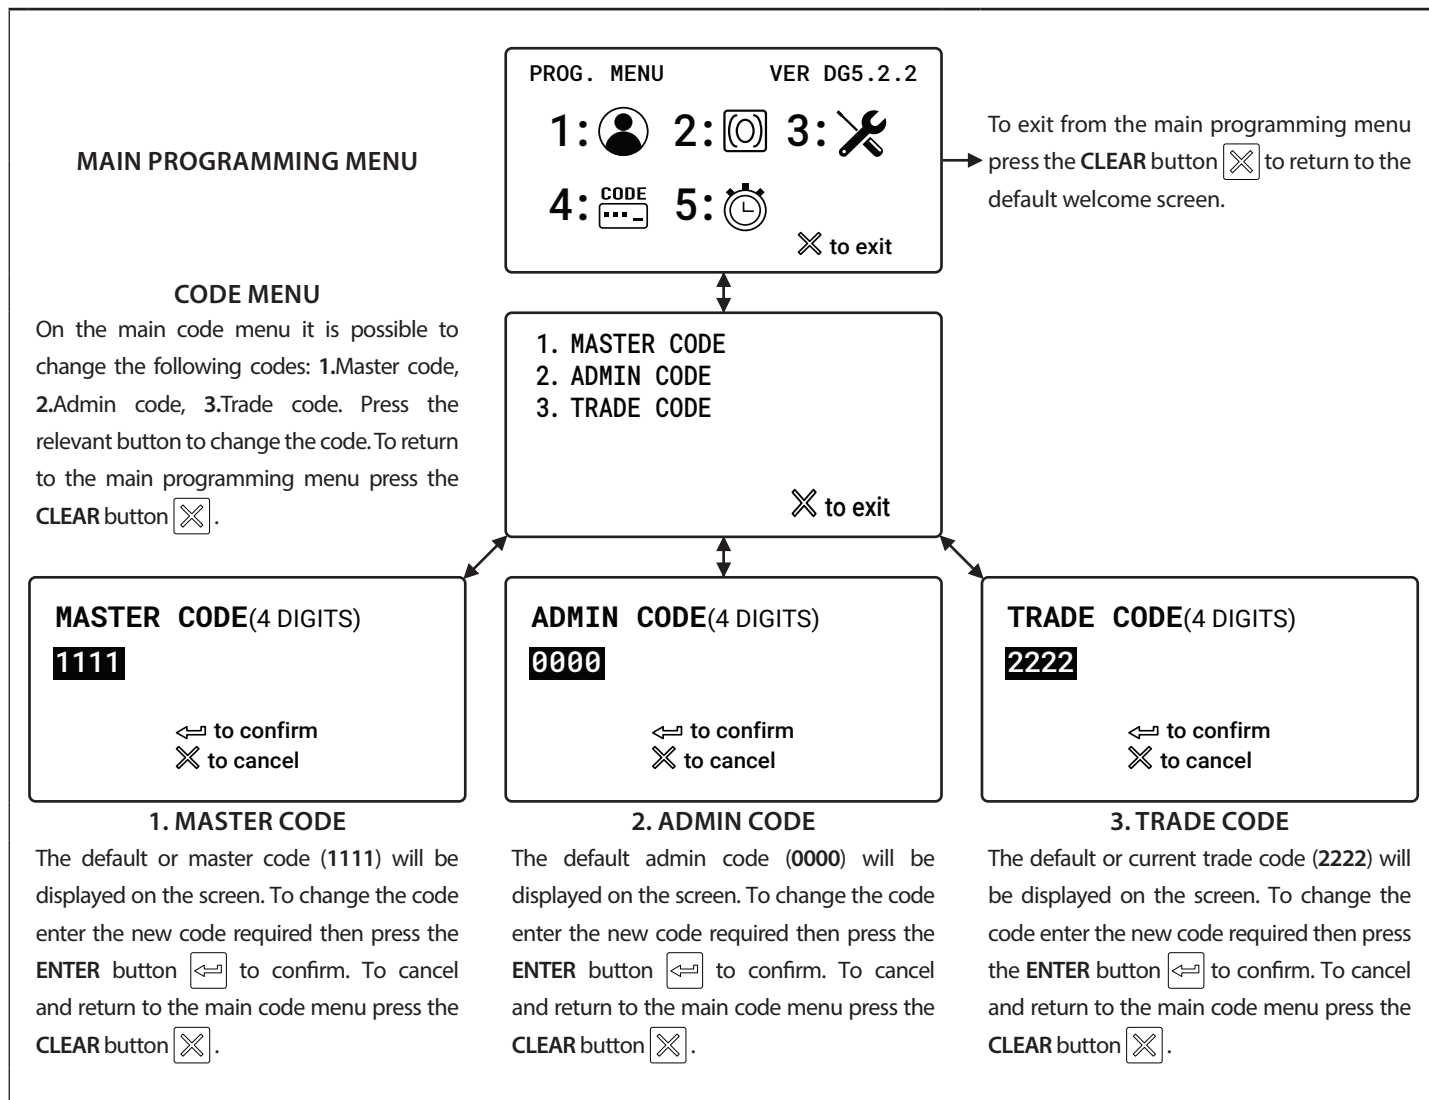 PROG. MENU VER DG5.2.2
1: 2: 3:
4: CODE 5:
to exit
MAIN PROGRAMMING MENU
To exit from the main programming menu
press the CLEAR button to return to the
default welcome screen.
CODE MENU
On the main code menu it is possible to
change the following codes: 1.Master code,
2.Admin code, 3.Trade code. Press the
relevant button to change the code. To return
to the main programming menu press the
CLEAR button .
1. MASTER CODE
2. ADMIN CODE
3. TRADE CODE
to exit
MASTER CODE(4 DIGITS)
1111
to confirm
to cancel
ADMIN CODE(4 DIGITS)
0000
to confirm
to cancel
TRADE CODE(4 DIGITS)
2222
to confirm
to cancel
1. MASTER CODE
The default or master code (1111) will be
displayed on the screen. To change the code
enter the new code required then press the
ENTER button to confirm. To cancel
and return to the main code menu press the
CLEAR button .
2. ADMIN CODE
The default admin code (0000) will be
displayed on the screen. To change the code
enter the new code required then press the
ENTER button to confirm. To cancel
and return to the main code menu press the
CLEAR button .
3. TRADE CODE
The default or current trade code (2222) will
be displayed on the screen. To change the
code enter the new code required then press
the ENTER button to confirm. To cancel
and return to the main code menu press the
CLEAR button .